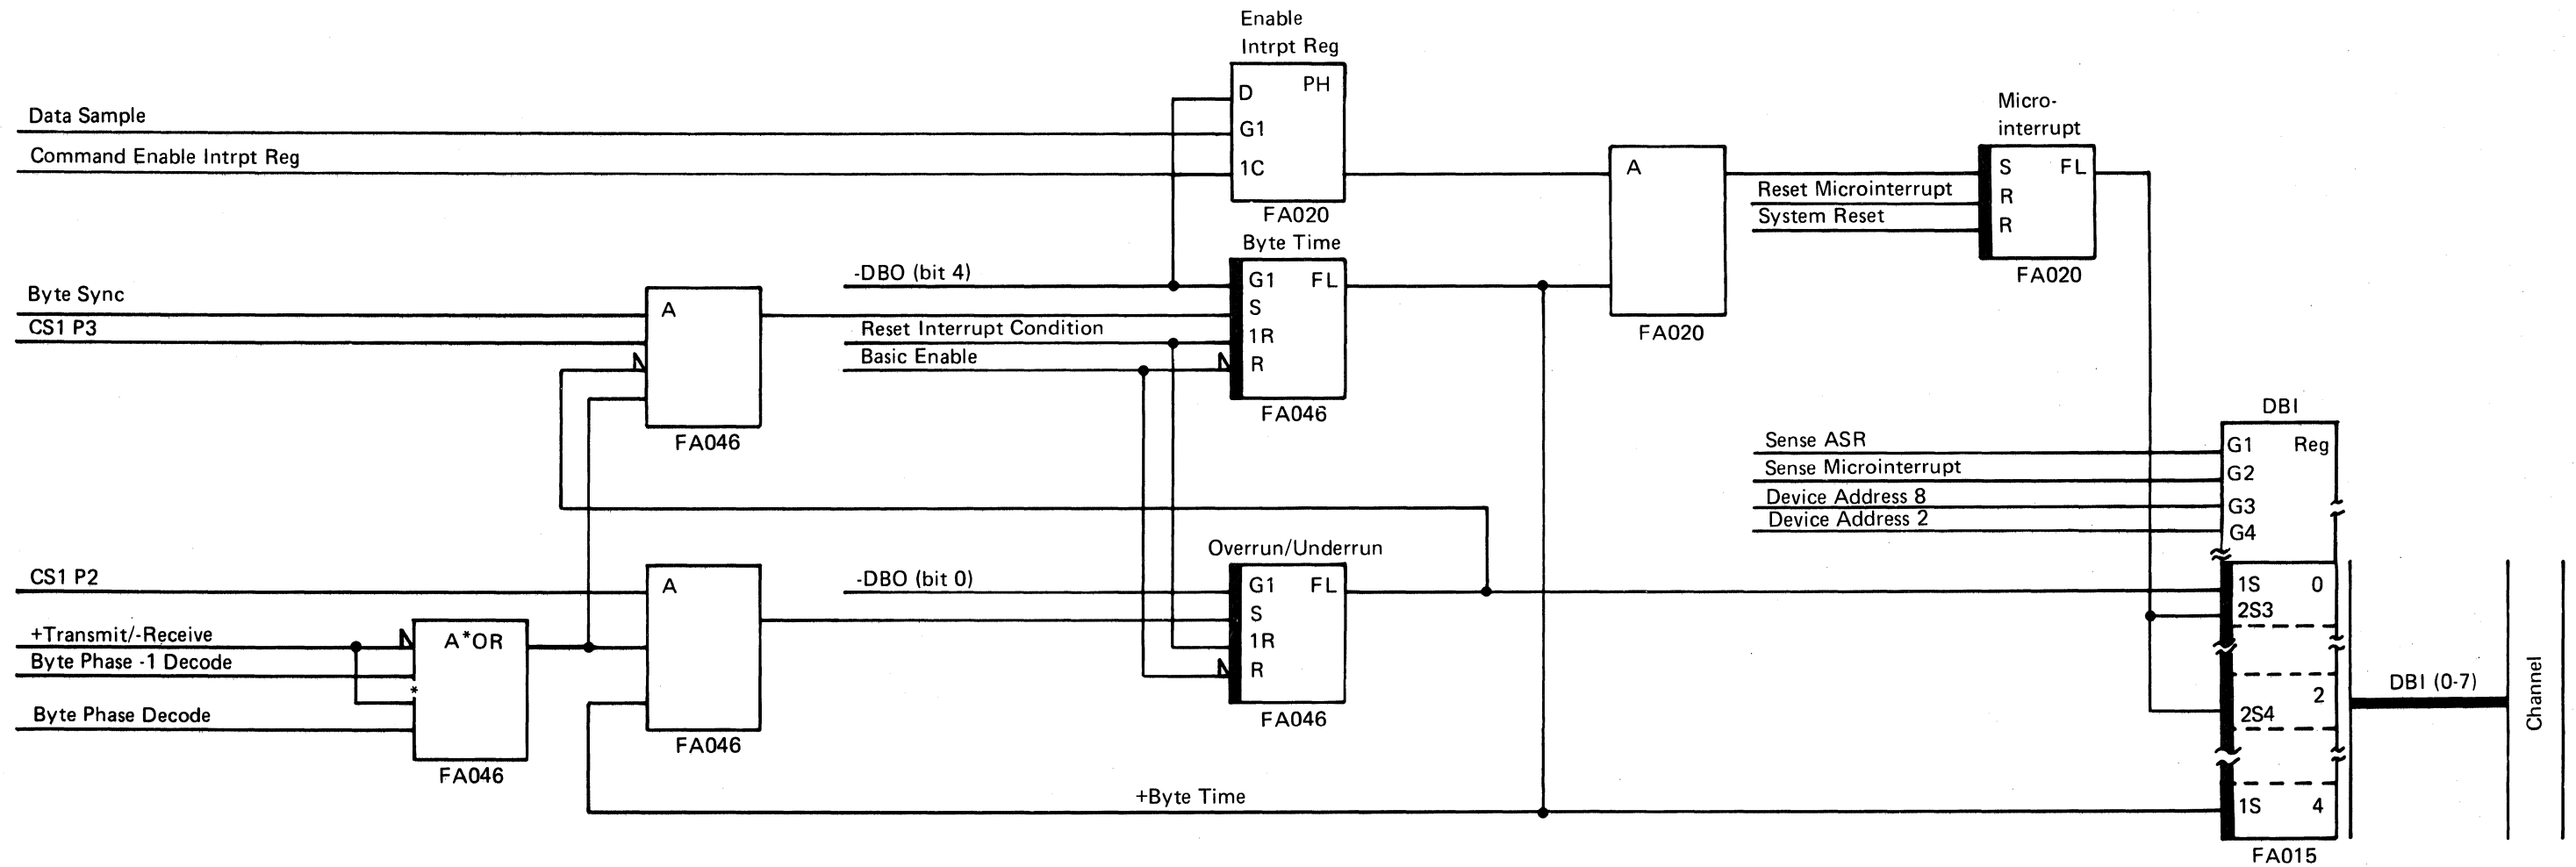 Enable
Intrpt Reg
D PH
G1
1C
FA020
Data Sample
Command Enable Intrpt Reg
A
FA020
Micro-
interrupt
S FL
R
R
FA020
Reset Microinterrupt
System Reset
Byte Time
G1 FL
S
1R
R
FA046
-DBO (bit 4)
Reset Interrupt Condition
Basic Enable
Byte Sync
CS1 P3
A
N
FA046
N
DBI
G1 Reg
G2
G3
G4
Sense ASR
Sense Microinterrupt
Device Address 8
Device Address 2
Overrun/Underrun
G1 FL
S
1R
R
FA046
-DBO (bit 0)
N
CS1 P2
A
FA046
+Transmit/-Receive
Byte Phase -1 Decode
Byte Phase Decode
N
A*OR
*
FA046
+Byte Time
1S 0
2S3
2
2S4
1S 4
FA015
DBI (0-7)
Channel